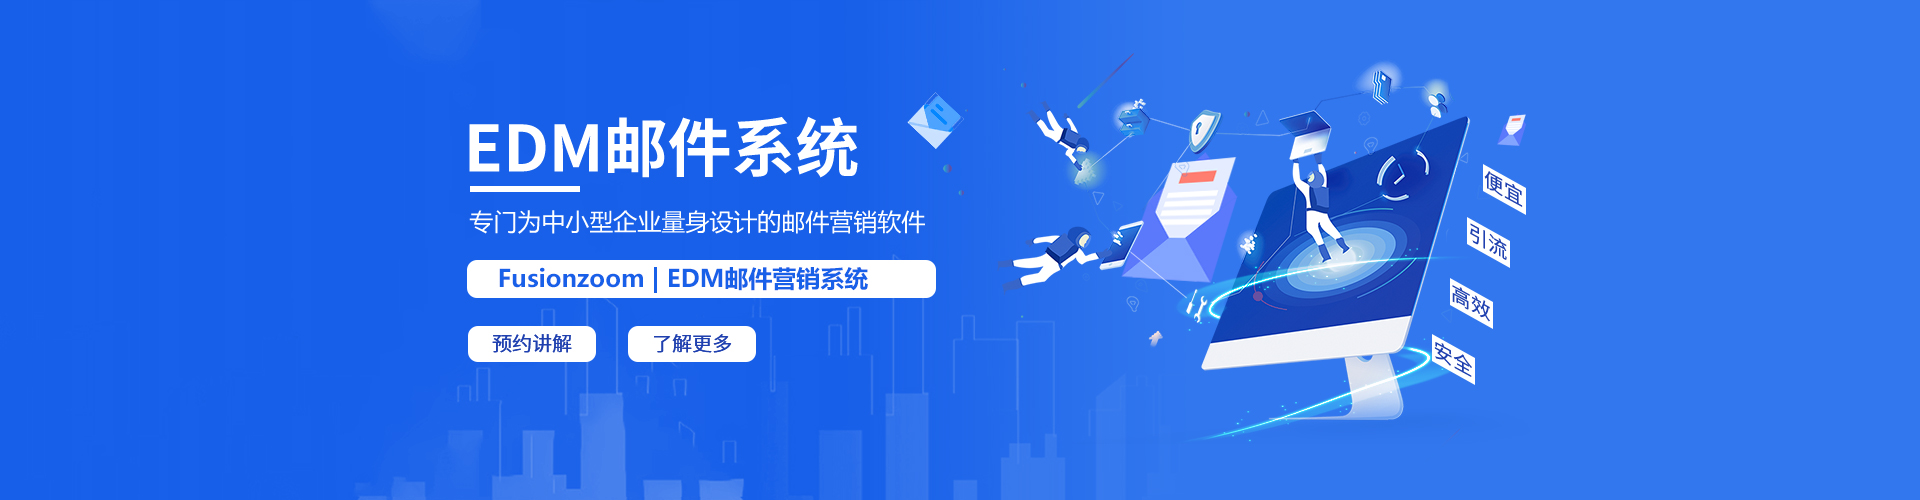 EDM邮件系统
专门为中小型企业量身设计的邮件营销软件
Fusionzoom | EDM邮件营销系统
预约讲解
了解更多
便宜
引流
高效
安全